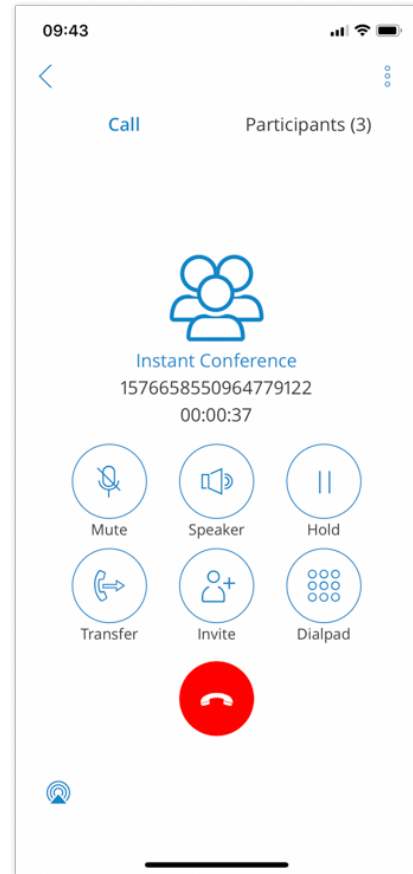 09:43
Call Participants (3)
Instant Conference
1576658550964779122
00:00:37
Mute Speaker Hold
Transfer Invite Dialpad